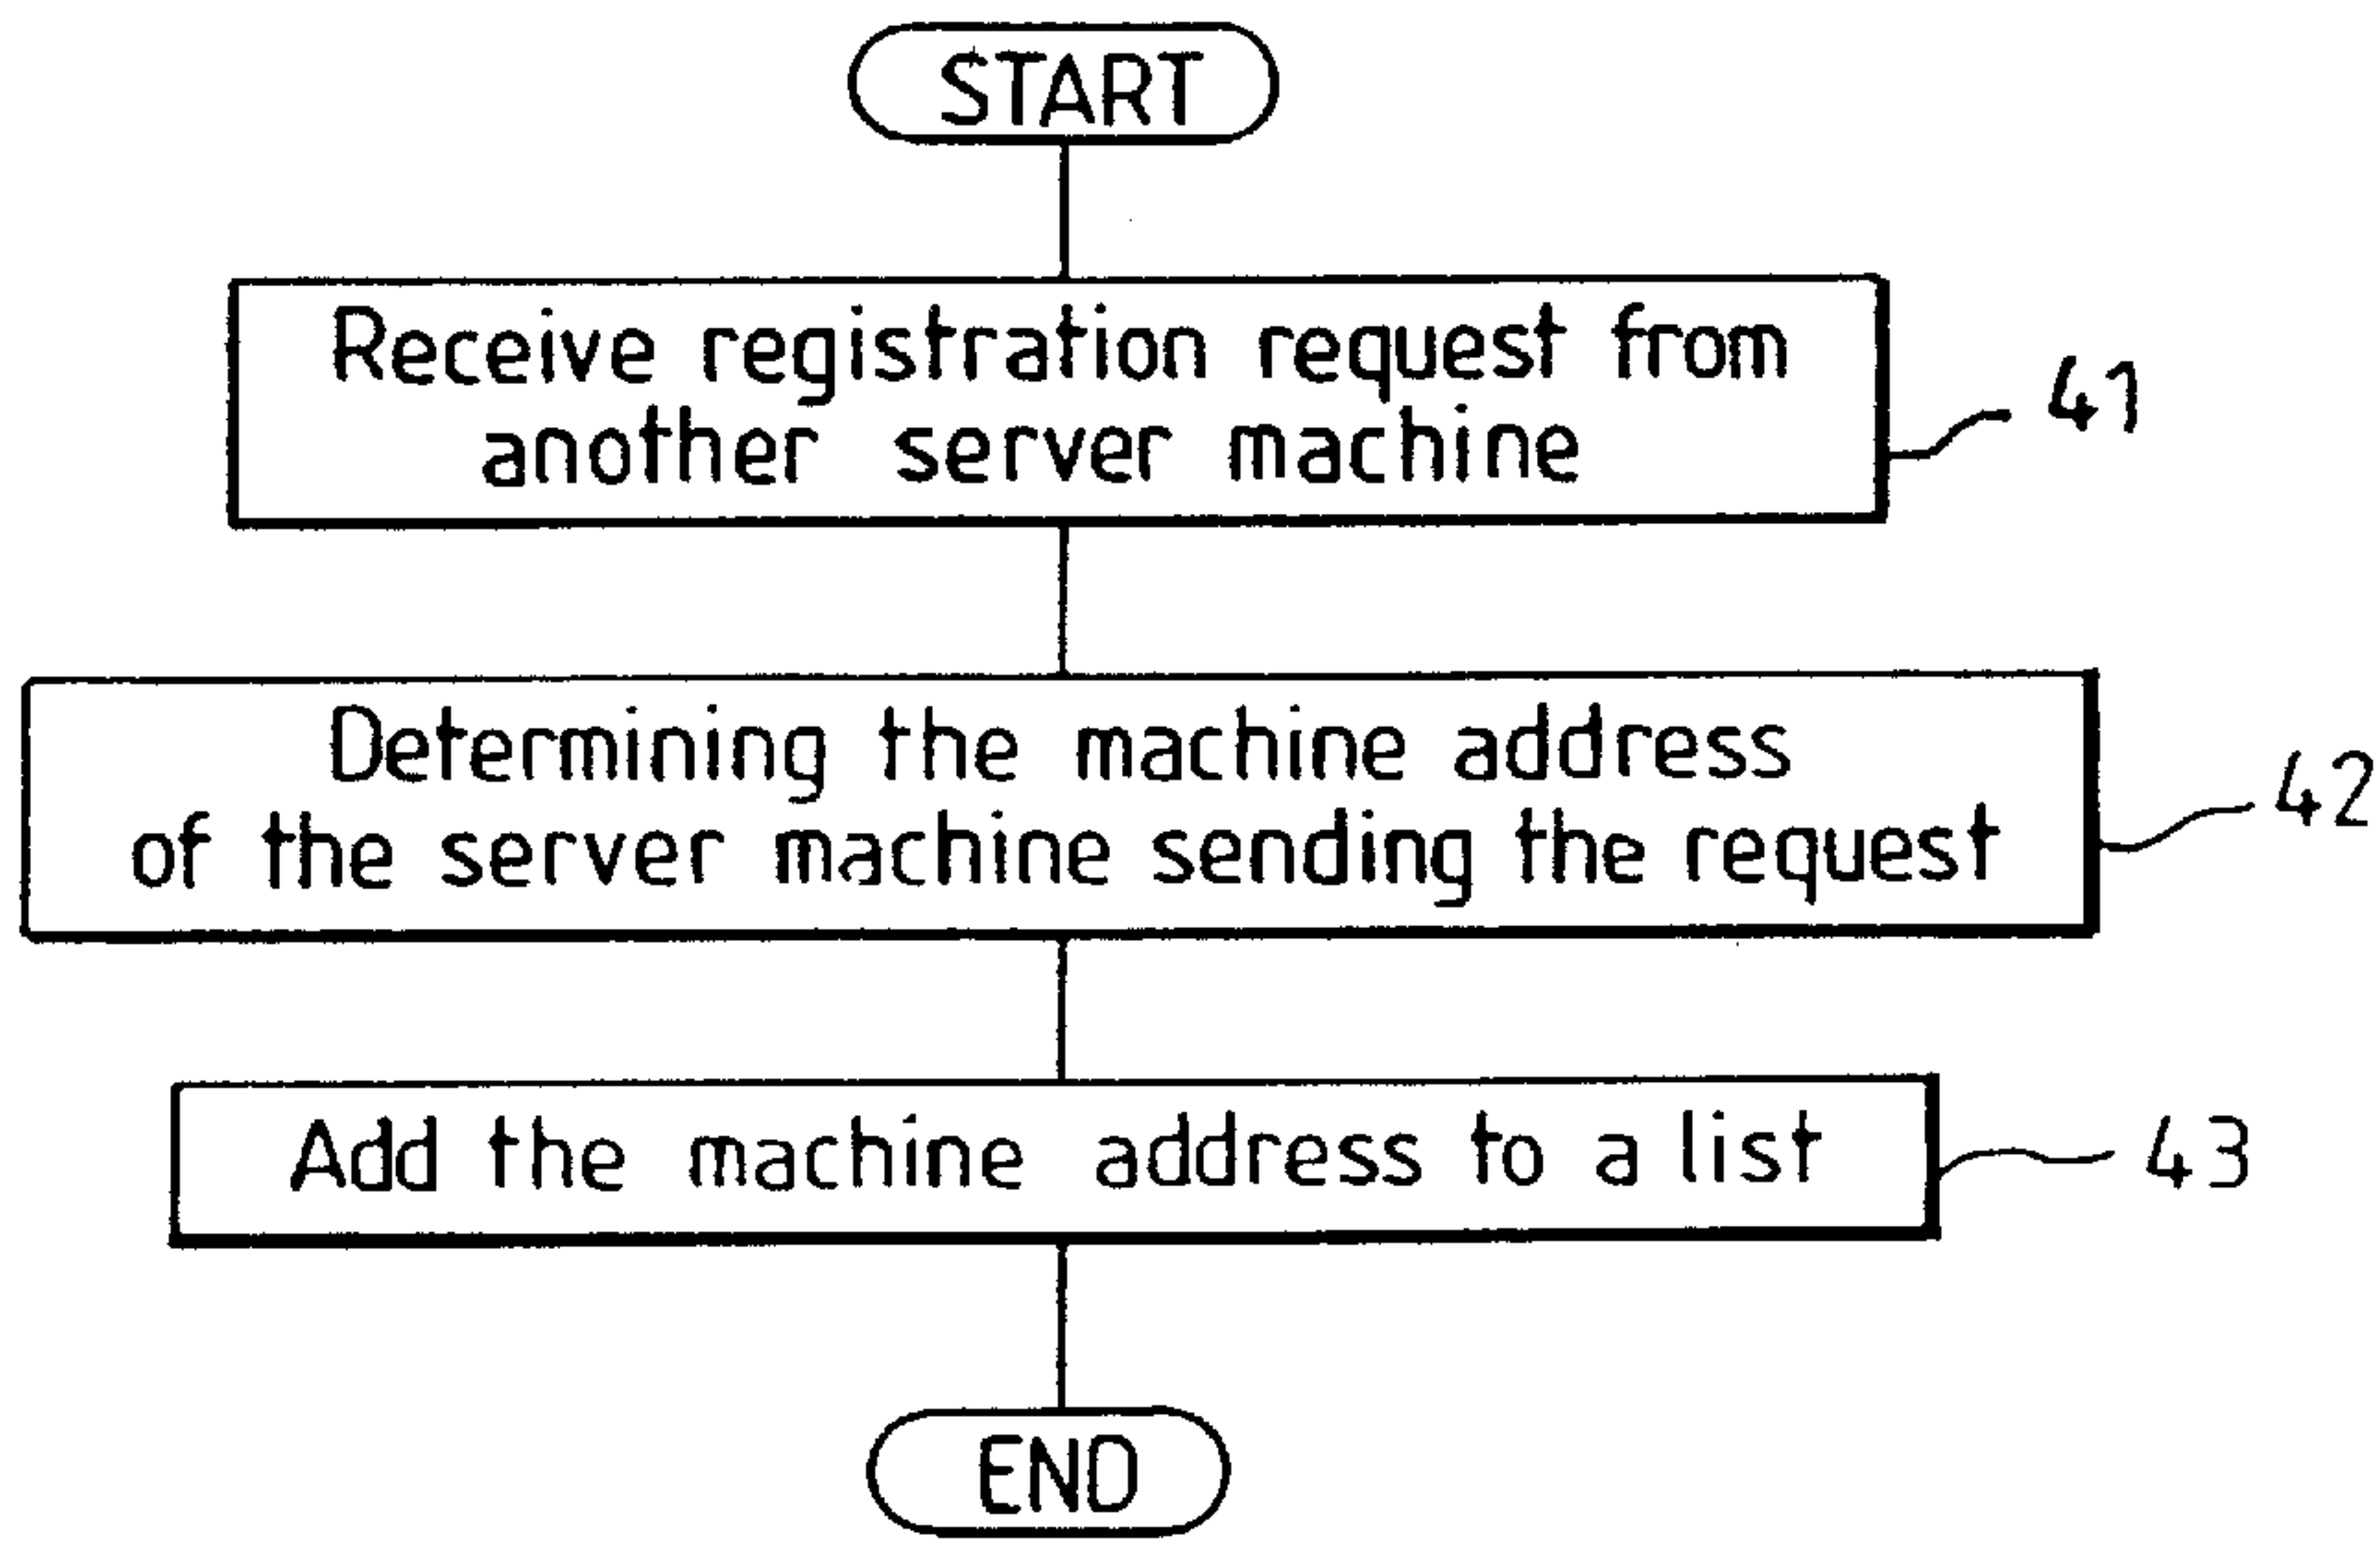 START
Receive registration request from
another server machine
41
Determining the machine address
of the server machine sending the request
42
Add the machine address to a list
43
END